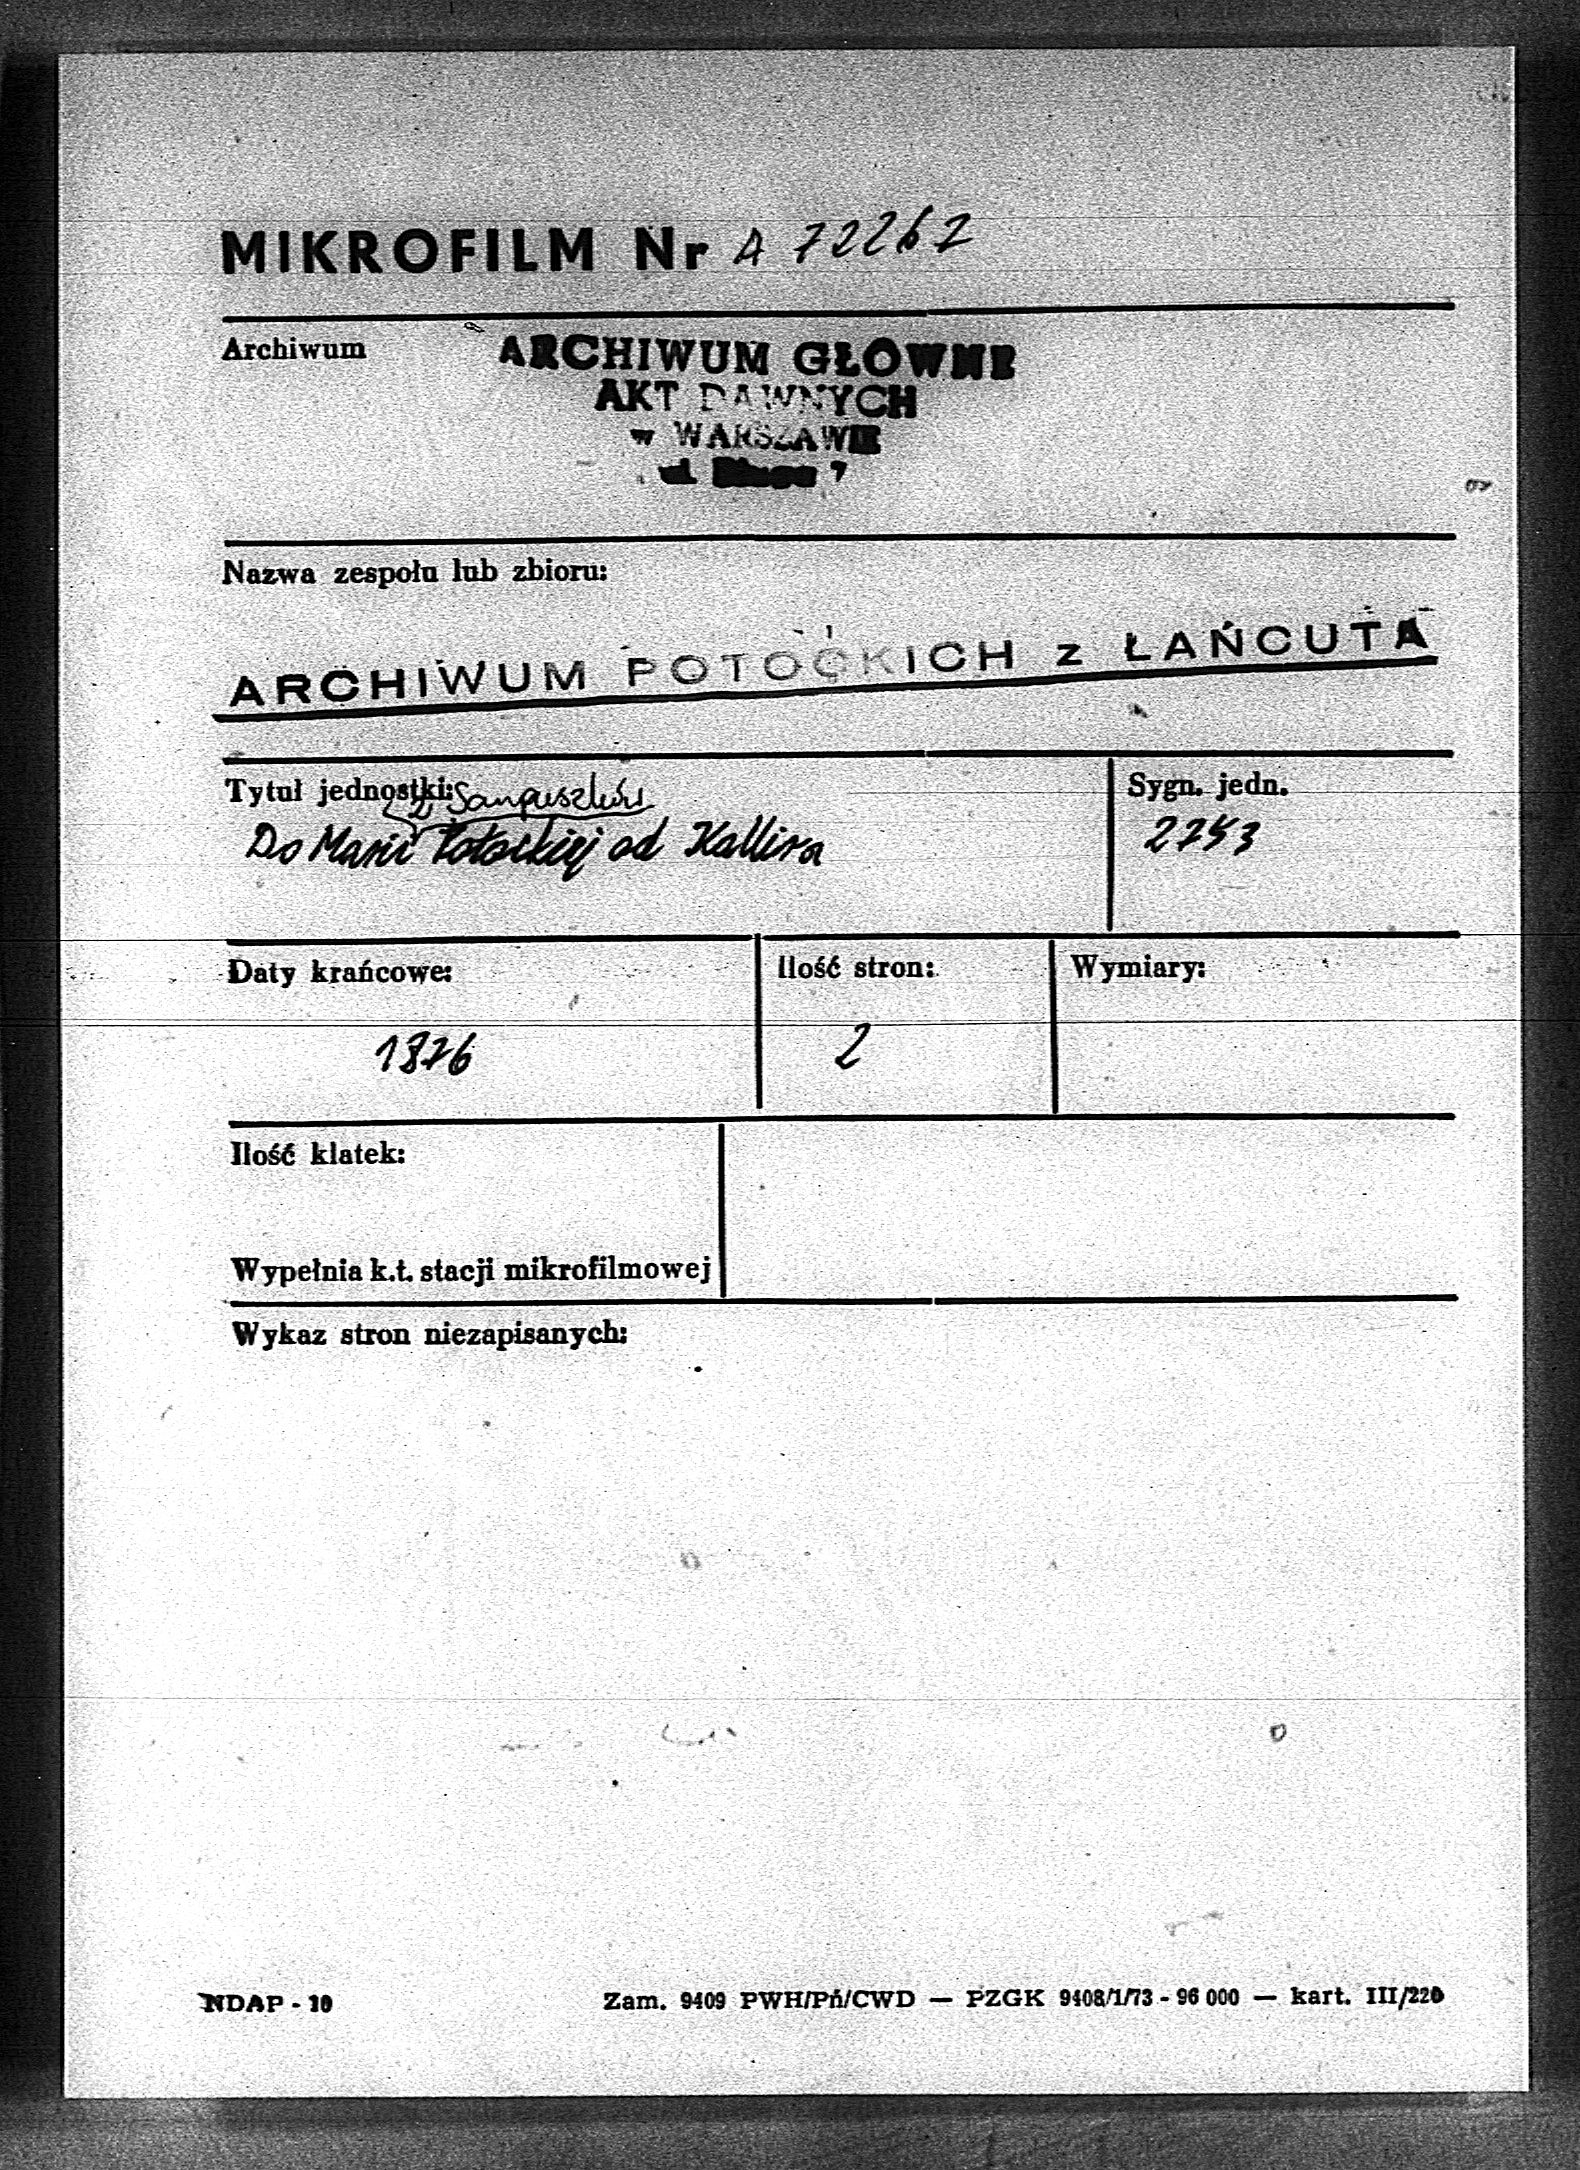 MIKROFILM Nr A 72262
Archiwum
ARCHIWUM GŁÓWNE
AKT DAWNYCH
w WARSZAWIE
ul. 7
Nazwa zespołu lub zbioru:
ARCHIWUM POTOCKICH z ŁAŃCUTA
Tytuł jednostki:
z Sanguszków
Do Marii Potockiej od Kallira
Sygn. jedn.
2753
Daty krańcowe:
1876
Ilość stron:
2
Wymiary:
Ilość klatek:
Wypełnia k.t. stacji mikrofilmowej
Wykaz stron niezapisanych:
NDAP - 10
Zam. 9409 PWH/Pń/CWD — PZGK 9408/1/73 - 96 000 — kart. III/220